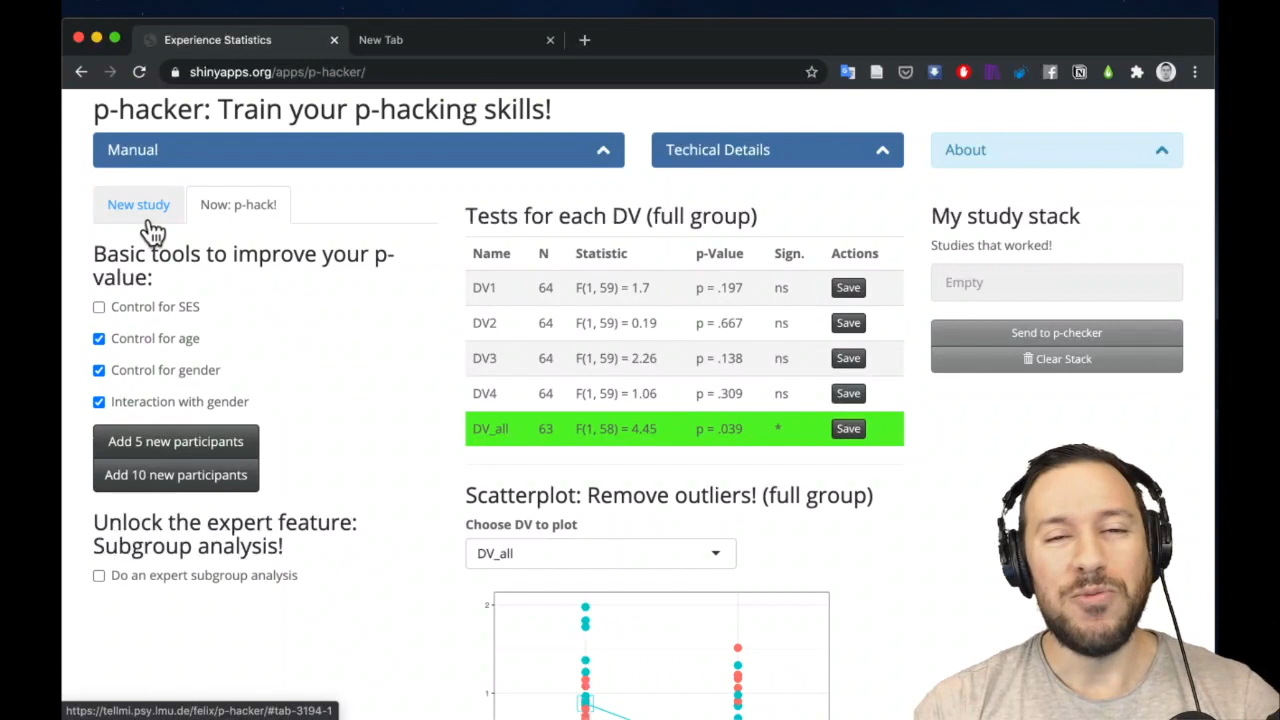 Experience Statistics
New Tab
shinyapps.org/apps/p-hacker/
p-hacker: Train your p-hacking skills!
Manual
Techical Details
About
New study
Now: p-hack!
Basic tools to improve your p-
value:
Control for SES
Control for age
Control for gender
Interaction with gender
Add 5 new participants
Add 10 new participants
Unlock the expert feature:
Subgroup analysis!
Do an expert subgroup analysis
Tests for each DV (full group)
Name N Statistic p-Value Sign. Actions
DV1 64 F(1, 59) = 1.7 p = .197 ns Save
DV2 64 F(1, 59) = 0.19 p = .667 ns Save
DV3 64 F(1, 59) = 2.26 p = .138 ns Save
DV4 64 F(1, 59) = 1.06 p = .309 ns Save
DV_all 63 F(1, 58) = 4.45 p = .039 * Save
Scatterplot: Remove outliers! (full group)
Choose DV to plot
DV_all
2
1
My study stack
Studies that worked!
Empty
Send to p-checker
Clear Stack
https://tellmi.psy.lmu.de/felix/p-hacker/#tab-3194-1